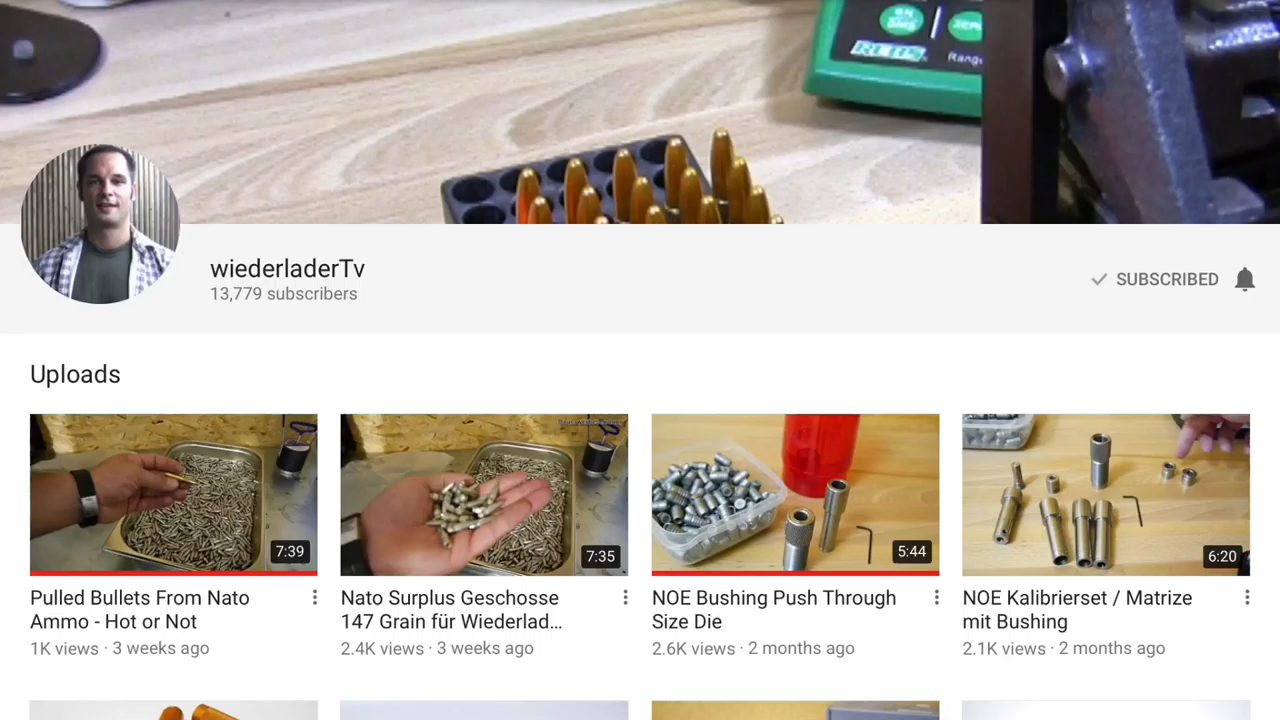 ON
Rang
wiederladerTv
13,779 subscribers
SUBSCRIBED
Uploads
7:39
7:35
5:44
6:20
Pulled Bullets From Nato
Ammo - Hot or Not
1K views · 3 weeks ago
Nato Surplus Geschosse
147 Grain für Wiederlad...
2.4K views · 3 weeks ago
NOE Bushing Push Through
Size Die
2.6K views · 2 months ago
NOE Kalibrierset / Matrize
mit Bushing
2.1K views · 2 months ago